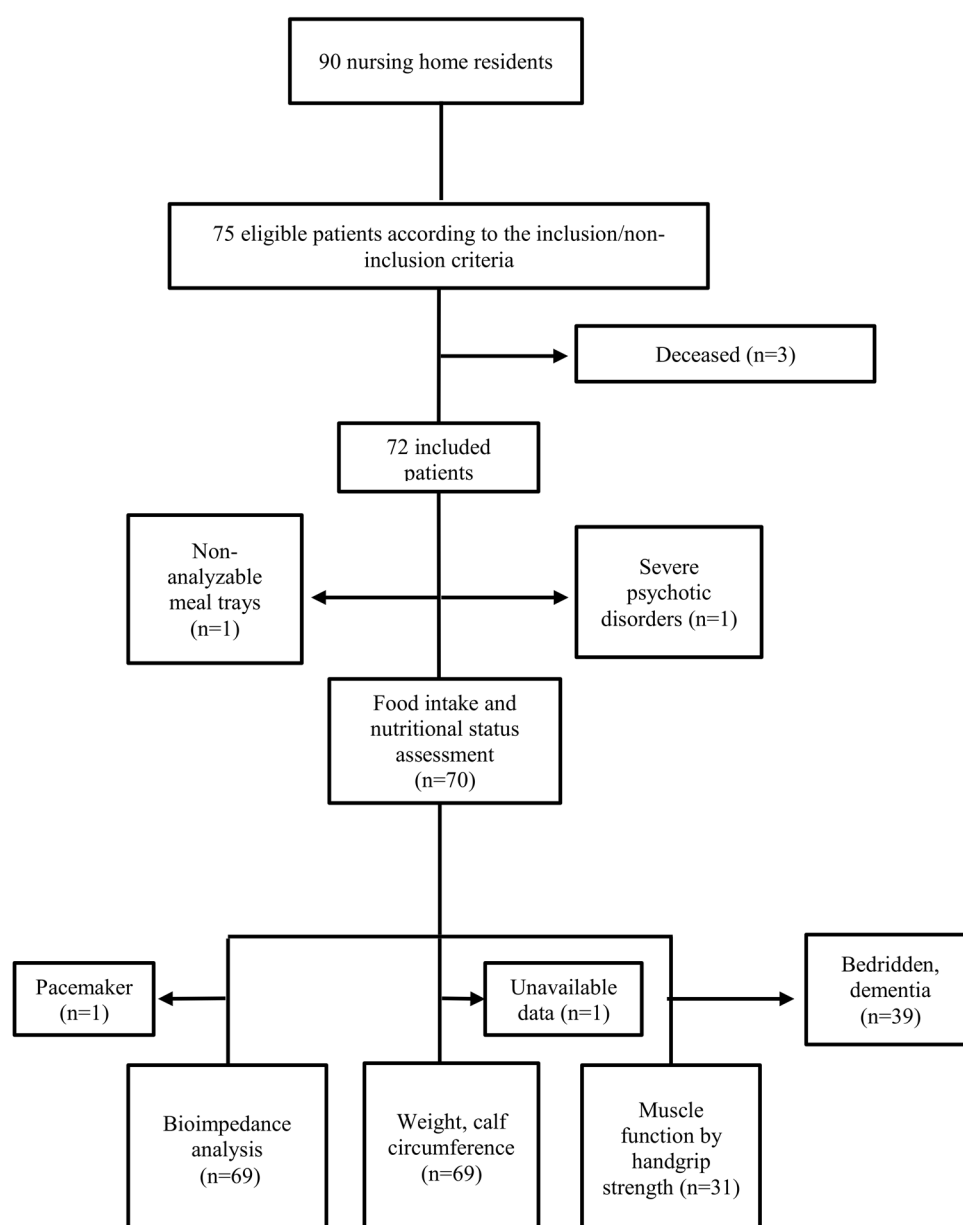 90 nursing home residents
75 eligible patients according to the inclusion/non-
inclusion criteria
Deceased (n=3)
72 included
patients
Non-
analyzable
meal trays
(n=1)
Severe
psychotic
disorders (n=1)
Food intake and
nutritional status
assessment
(n=70)
Pacemaker
(n=1)
Unavailable
data (n=1)
Bedridden,
dementia
(n=39)
Bioimpedance
analysis
(n=69)
Weight, calf
circumference
(n=69)
Muscle
function by
handgrip
strength (n=31)